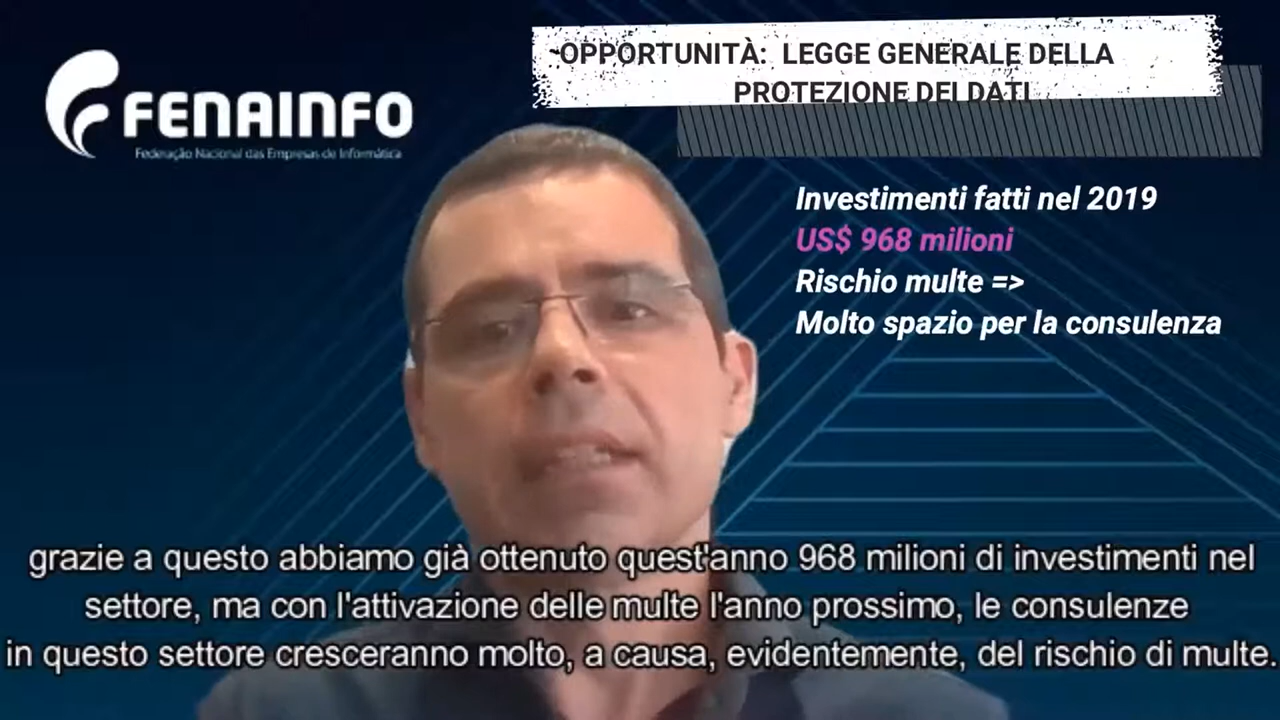 FENAINFO
Federação Nacional das Empresas de Informática
OPPORTUNITÀ: LEGGE GENERALE DELLA
PROTEZIONE DEI DATI
Investimenti fatti nel 2019
US$ 968 milioni
Rischio multe =>
Molto spazio per la consulenza
grazie a questo abbiamo già ottenuto quest'anno 968 milioni di investimenti nel
settore, ma con l'attivazione delle multe l'anno prossimo, le consulenze
in questo settore cresceranno molto, a causa, evidentemente, del rischio di multe.